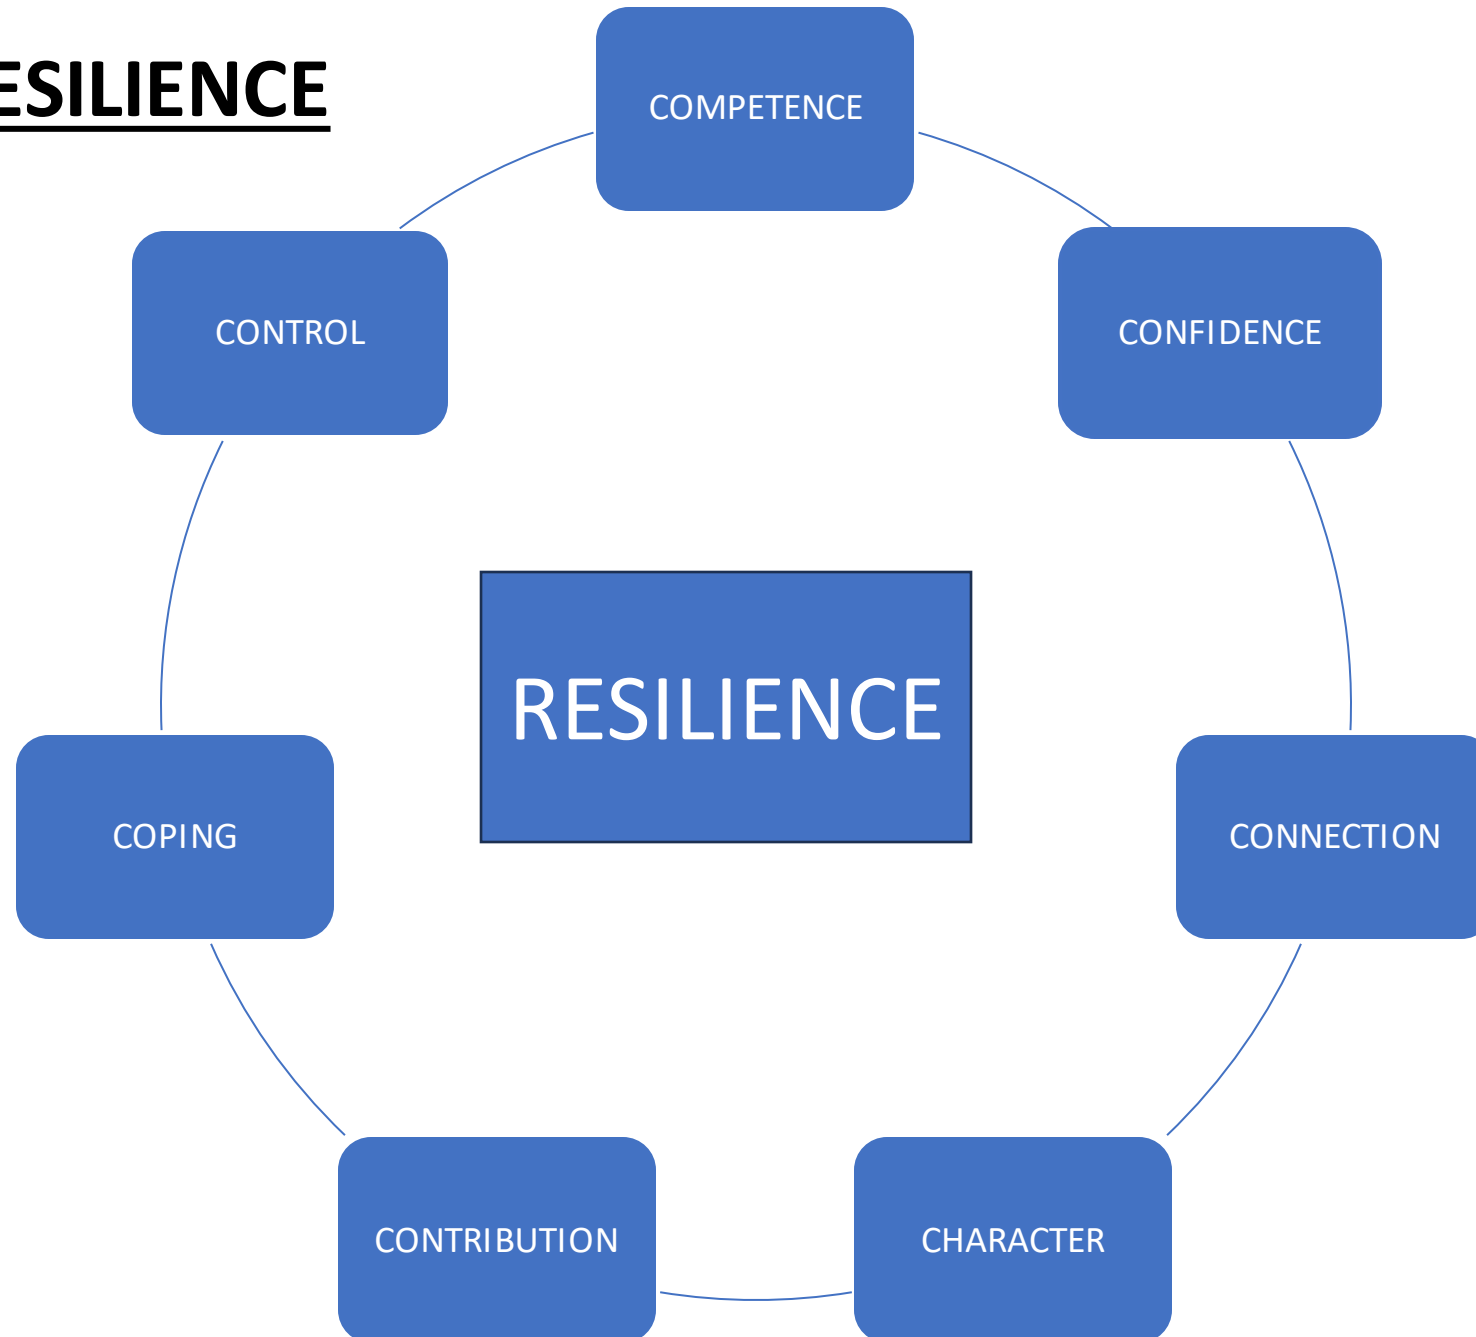 ESILIENCE
COMPETENCE
CONFIDENCE
CONNECTION
CHARACTER
CONTRIBUTION
COPING
CONTROL
RESILIENCE